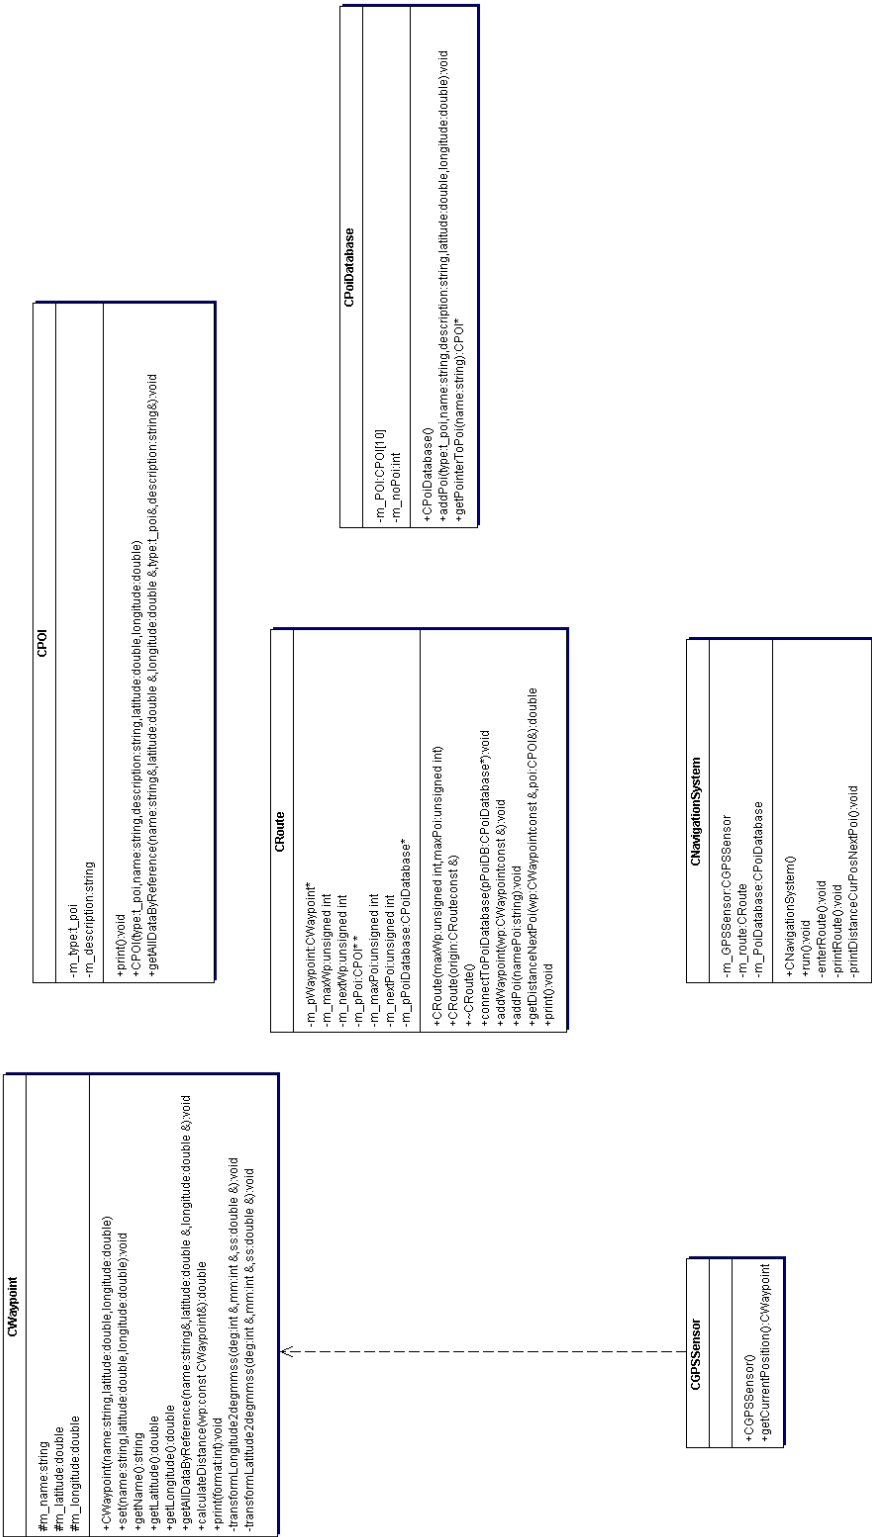 CWaypoint
#m_name:string
#m_latitude:double
#m_longitude:double
+CWaypoint(name:string,latitude:double,longitude:double)
+set(name:string,latitude:double,longitude:double):void
+getName():string
+getLatitude():double
+getLongitude():double
+getAllDataByReference(name:string&,latitude:double &,longitude:double &):void
+calculateDistance(wp:const CWaypoint&):double
+print(format:int):void
-transformLongitude2degmmss(deg:int &,mm:int &,ss:double &):void
-transformLatitude2degmmss(deg:int &,mm:int &,ss:double &):void
CPOI
-m_type:t_poi
-m_description:string
+print():void
+CPOI(type:t_poi,name:string,description:string,latitude:double,longitude:double)
+getAllDataByReference(name:string&,latitude:double &,longitude:double &,type:t_poi&,description:string&):void
CRoute
-m_pWaypoint:CWaypoint*
-m_maxWp:unsigned int
-m_nextWp:unsigned int
-m_pPoi:CPOI**
-m_maxPoi:unsigned int
-m_nextPoi:unsigned int
-m_pPoiDatabase:CPoiDatabase*
+CRoute(maxWp:unsigned int,maxPoi:unsigned int)
+CRoute(origin:CRouteconst &)
+~CRoute()
+connectToPoiDatabase(pPoiDB:CPoiDatabase*):void
+addWaypoint(wp:CWaypointconst &):void
+addPoi(namePoi:string):void
+getDistanceNextPoi(wp:CWaypointconst &,poi:CPOI&):double
+print():void
CPoiDatabase
-m_POI:CPOI[10]
-m_noPoi:int
+CPoiDatabase()
+addPoi(type:t_poi,name:string,description:string,latitude:double,longitude:double):void
+getPointerToPoi(name:string):CPOI*
CGPSSensor
+CGPSSensor()
+getCurrentPosition():CWaypoint
CNavigationSystem
-m_GPSSensor:CGPSSensor
-m_route:CRoute
-m_PoiDatabase:CPoiDatabase
+CNavigationSystem()
+run():void
-enterRoute():void
-printRoute():void
-printDistanceCurPosNextPoi():void